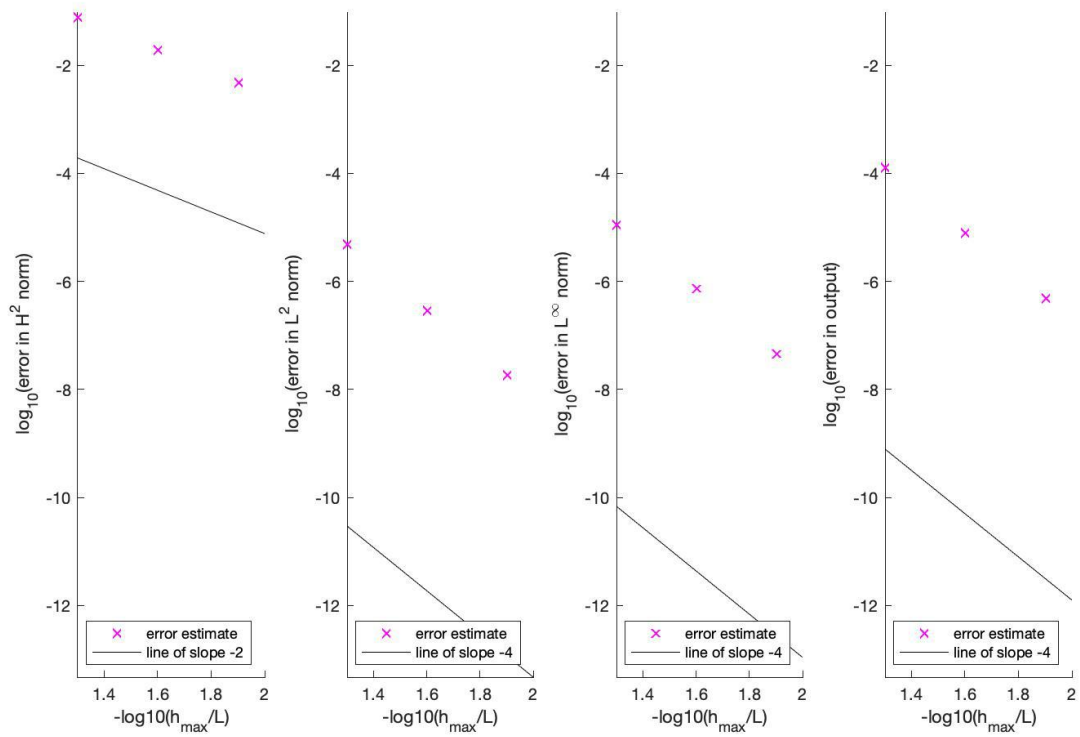 log10(error in H² norm)
-2
-4
-6
-8
-10
-12
× error estimate
line of slope -2
1.4 1.6 1.8 2
-log10(h_max/L)
log10(error in L² norm)
-2
-4
-6
-8
-10
-12
× error estimate
line of slope -4
1.4 1.6 1.8 2
-log10(h_max/L)
log10(error in L^∞ norm)
-2
-4
-6
-8
-10
-12
× error estimate
line of slope -4
1.4 1.6 1.8 2
-log10(h_max/L)
log10(error in output)
-2
-4
-6
-8
-10
-12
× error estimate
line of slope -4
1.4 1.6 1.8 2
-log10(h_max/L)